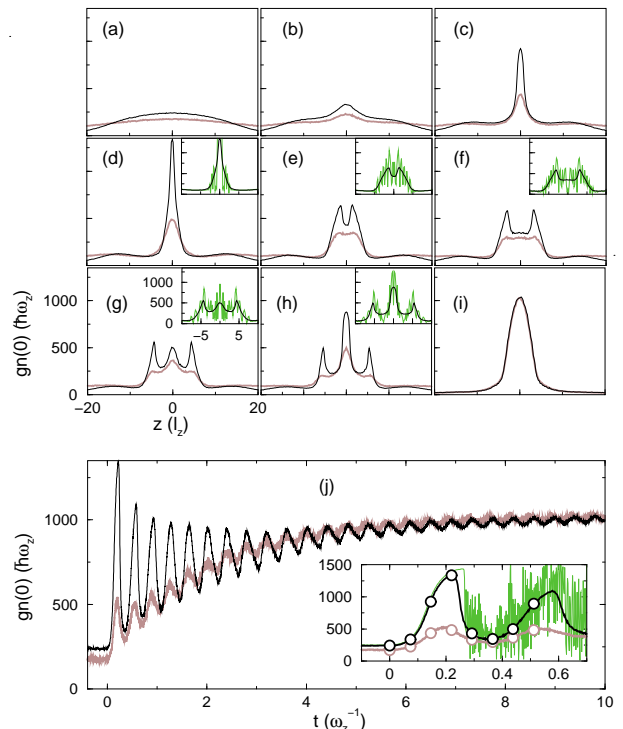 (a) (b) (c)
(d) (e) (f)
(g) (h) (i)
gn(0) (ħω_z)
1000
500
0
1000
500
0
−5 5
−20 0 20
z (l_z)
(j)
gn(0) (ħω_z)
1000
500
0
1500
1000
500
0
0 0.2 0.4 0.6
0 2 4 6 8 10
t (ω_z⁻¹)